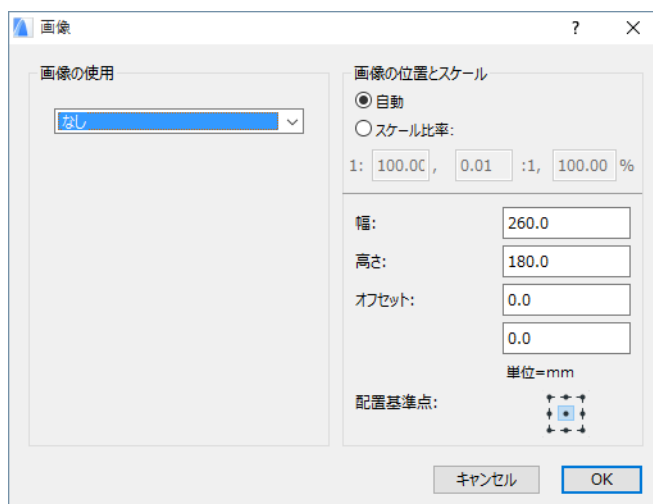 画像
?
画像の使用
なし
画像の位置とスケール
自動
スケール比率:
1: 100.00 , 0.01 :1, 100.00 %
幅: 260.0
高さ: 180.0
オフセット: 0.0
0.0
単位=mm
配置基準点:
キャンセル OK